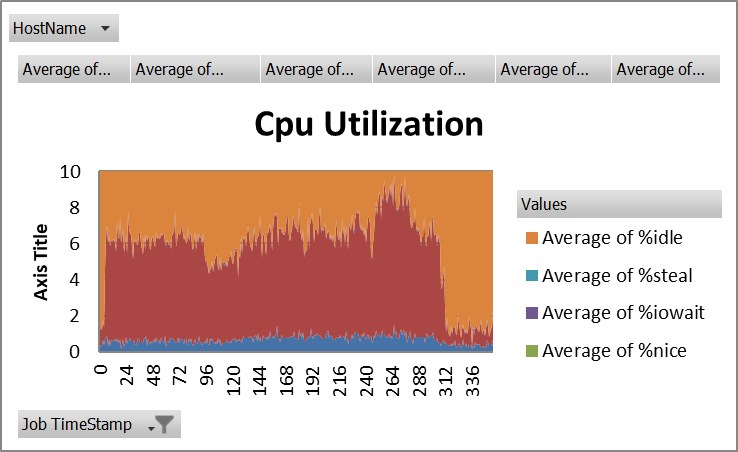 HostName
Average of... Average of... Average of... Average of... Average of... Average of...
Cpu Utilization
Axis Title
10
8
6
4
2
0
0 24 48 72 96 120 144 168 192 216 240 264 288 312 336
Values
Average of %idle
Average of %steal
Average of %iowait
Average of %nice
Job TimeStamp